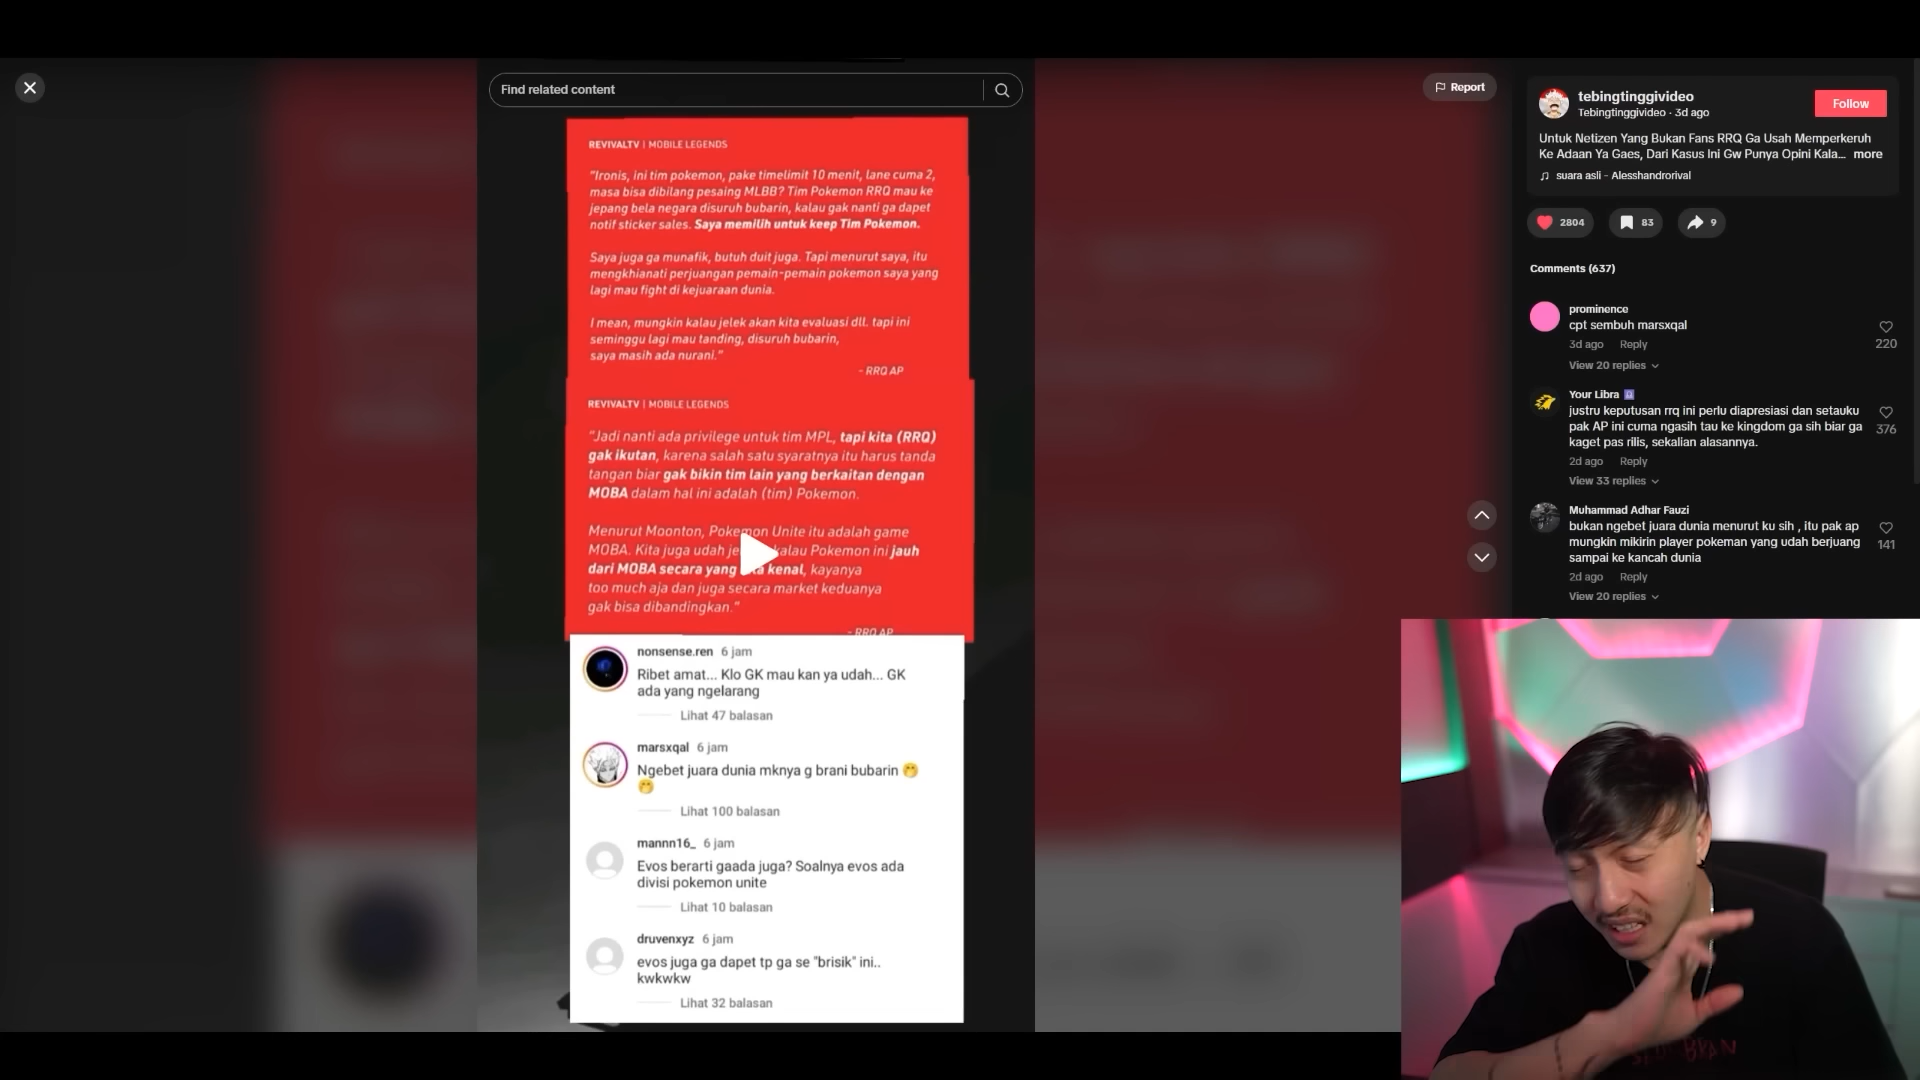 Find related content
Report
REVIVALTV | MOBILE LEGENDS
"Ironis, ini tim pokemon, pake timelimit 10 menit, lane cuma 2,
masa bisa dibilang pesaing MLBB? Tim Pokemon RRQ mau ke
jepang bela negara disuruh bubarin, kalau gak nanti ga dapet
notif sticker sales. Saya memilih untuk keep Tim Pokemon.
Saya juga ga munafik, butuh duit juga. Tapi menurut saya, itu
mengkhianati perjuangan pemain-pemain pokemon saya yang
lagi mau fight di kejuaraan dunia.
I mean, mungkin kalau jelek akan kita evaluasi dll. tapi ini
seminggu lagi mau tanding, disuruh bubarin,
saya masih ada nurani."
- RRQ AP
REVIVALTV | MOBILE LEGENDS
"Jadi nanti ada privilege untuk tim MPL, tapi kita (RRQ)
gak ikutan, karena salah satu syaratnya itu harus tanda
tangan biar gak bikin tim lain yang berkaitan dengan
MOBA dalam hal ini adalah (tim) Pokemon.
Menurut Moonton, Pokemon Unite itu adalah game
MOBA. Kita juga udah kalau Pokemon ini jauh
dari MOBA secara yang kenal, kayanya
too much aja dan juga secara market keduanya
gak bisa dibandingkan."
- RRQ AP
nonsense.ren 6 jam
Ribet amat... Klo GK mau kan ya udah... GK
ada yang ngelarang
Lihat 47 balasan
marsxqal 6 jam
Ngebet juara dunia mknya g brani bubarin 🤭
🤭
Lihat 100 balasan
mannn16_ 6 jam
Evos berarti gaada juga? Soalnya evos ada
divisi pokemon unite
Lihat 10 balasan
druvenxyz 6 jam
evos juga ga dapet tp ga se "brisik" ini..
kwkwkw
Lihat 32 balasan
tebingtinggivideo
Tebingtinggivideo · 3d ago
Follow
Untuk Netizen Yang Bukan Fans RRQ Ga Usah Memperkeruh
Ke Adaan Ya Gaes, Dari Kasus Ini Gw Punya Opini Kala... more
suara asli - Alesshandrorival
2804
83
9
Comments (637)
prominence
cpt sembuh marsxqal
3d ago Reply
220
View 20 replies
Your Libra
justru keputusan rrq ini perlu diapresiasi dan setauku
pak AP ini cuma ngasih tau ke kingdom ga sih biar ga
kaget pas rilis, sekalian alasannya.
376
2d ago Reply
View 33 replies
Muhammad Adhar Fauzi
bukan ngebet juara dunia menurut ku sih , itu pak ap
mungkin mikirin player pokeman yang udah berjuang
sampai ke kancah dunia
141
2d ago Reply
View 20 replies